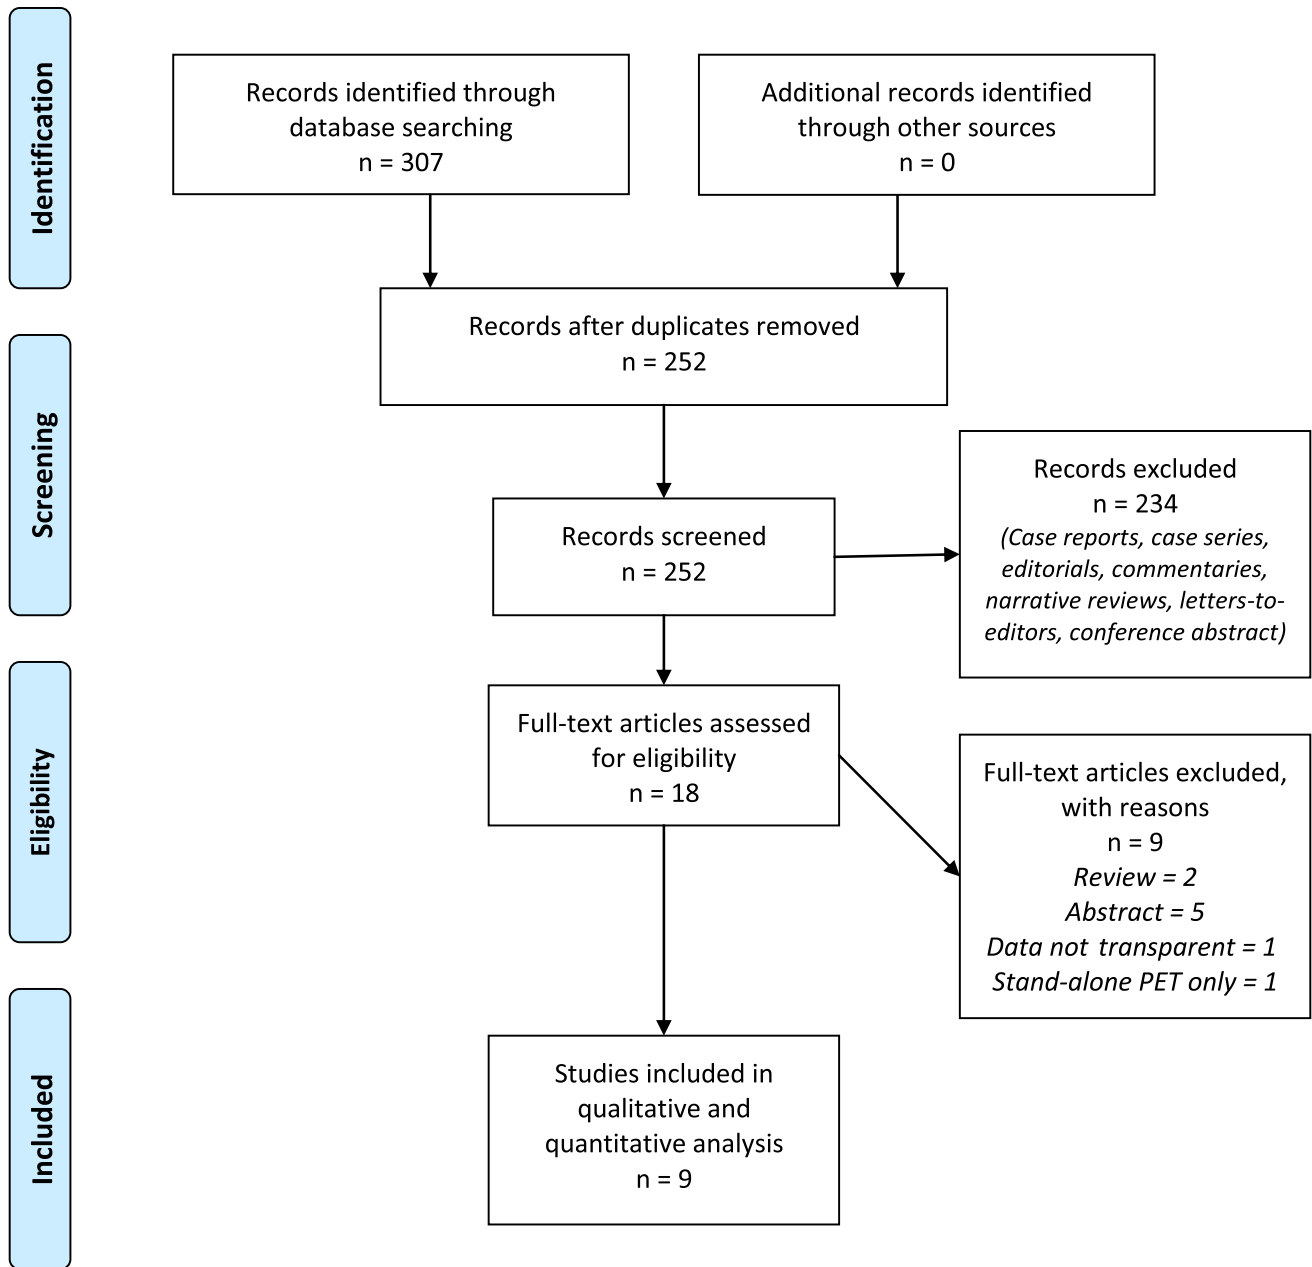 Identification
Records identified through
database searching
n = 307
Additional records identified
through other sources
n = 0
Records after duplicates removed
n = 252
Screening
Records screened
n = 252
Records excluded
n = 234
(Case reports, case series,
editorials, commentaries,
narrative reviews, letters-to-
editors, conference abstract)
Eligibility
Full-text articles assessed
for eligibility
n = 18
Full-text articles excluded,
with reasons
n = 9
Review = 2
Abstract = 5
Data not transparent = 1
Stand-alone PET only = 1
Included
Studies included in
qualitative and
quantitative analysis
n = 9